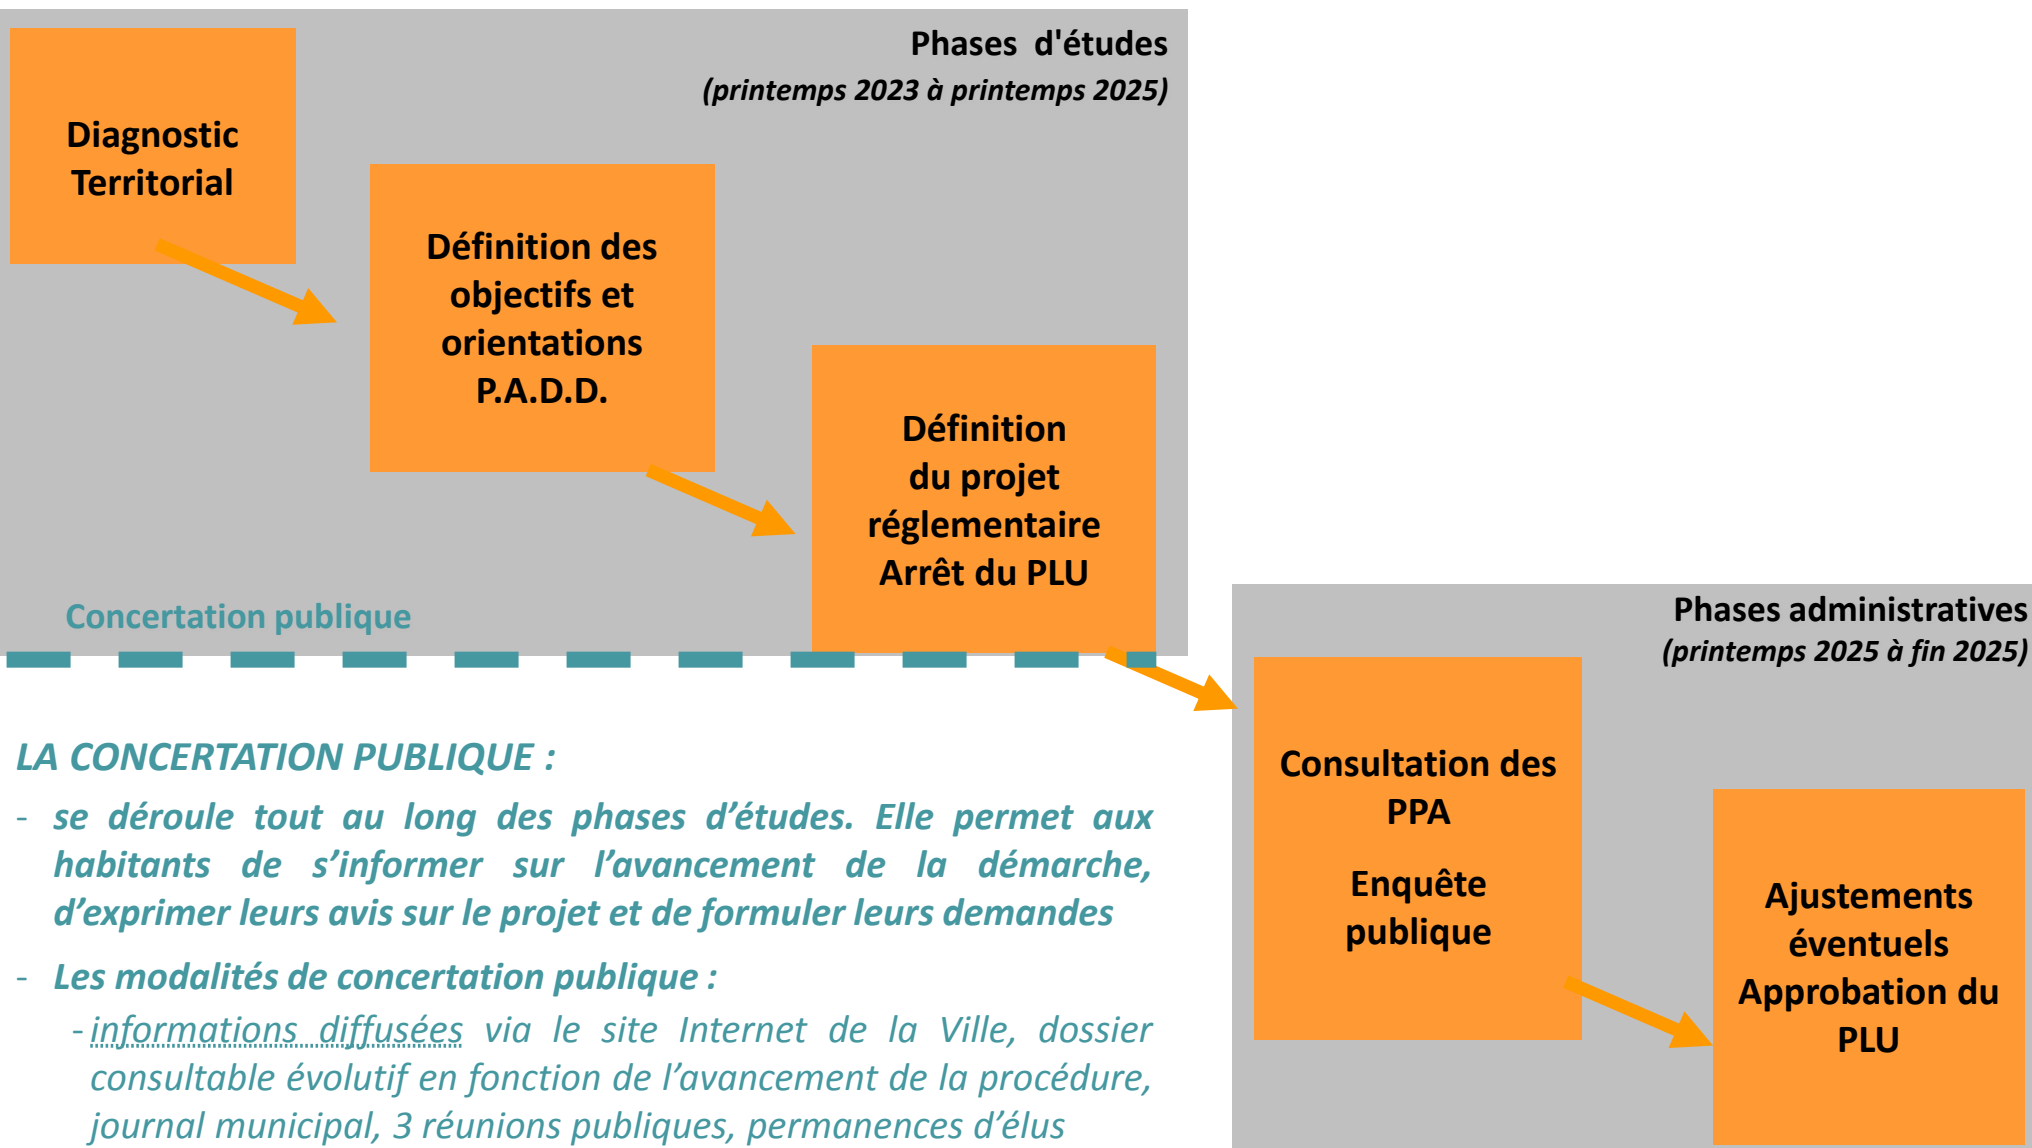 Phases d'études
(printemps 2023 à printemps 2025)
Diagnostic
Territorial
Définition des
objectifs et
orientations
P.A.D.D.
Définition
du projet
réglementaire
Arrêt du PLU
Concertation publique
Phases administratives
(printemps 2025 à fin 2025)
Consultation des
PPA
Enquête
publique
Ajustements
éventuels
Approbation du
PLU
LA CONCERTATION PUBLIQUE :
- se déroule tout au long des phases d’études. Elle permet aux
habitants de s’informer sur l’avancement de la démarche,
d’exprimer leurs avis sur le projet et de formuler leurs demandes
- Les modalités de concertation publique :
- informations diffusées via le site Internet de la Ville, dossier
consultable évolutif en fonction de l’avancement de la procédure,
journal municipal, 3 réunions publiques, permanences d’élus